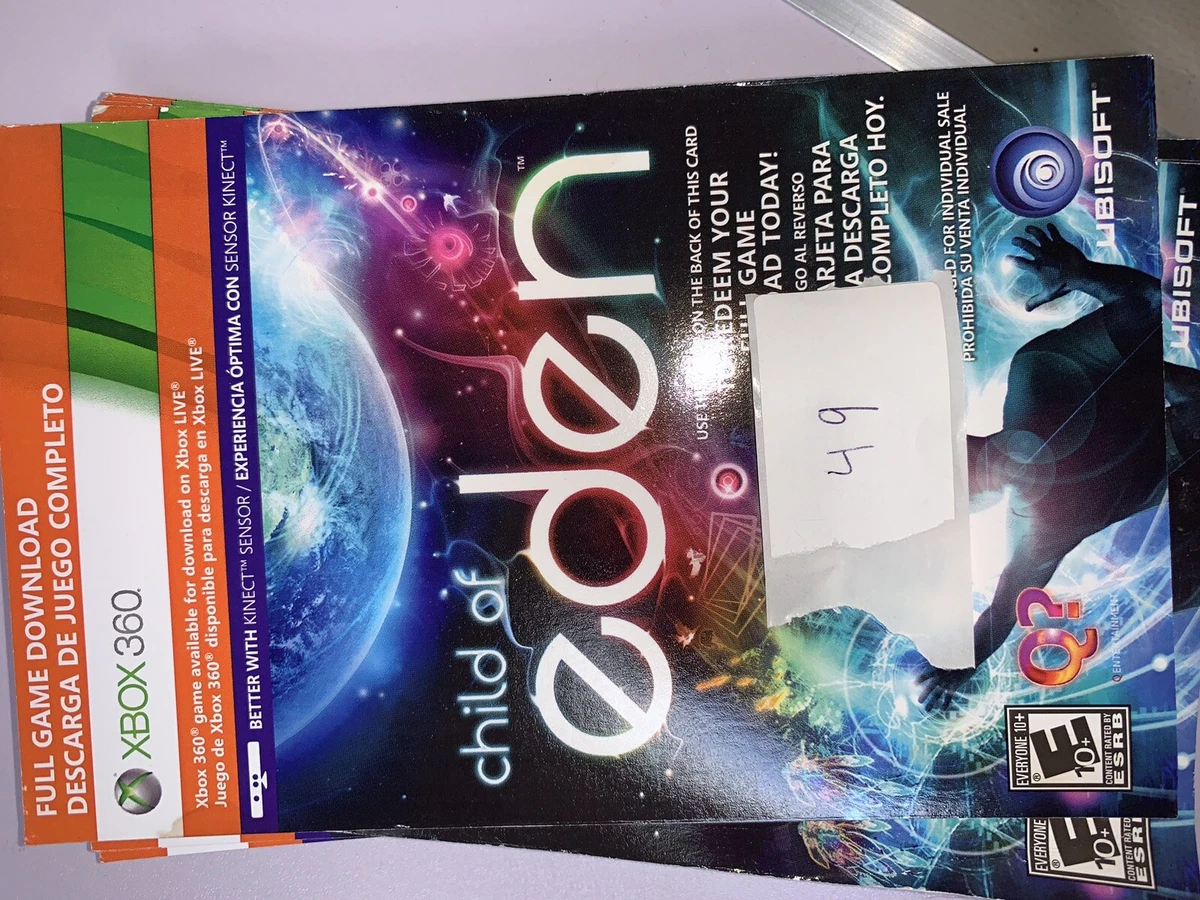 FULL GAME DOWNLOAD
DESCARGA DE JUEGO COMPLETO
XBOX 360.
Xbox 360® game available for download on Xbox LIVE®
Juego de Xbox 360® disponible para descarga en Xbox LIVE®
BETTER WITH KINECT™ SENSOR / EXPERIENCIA ÓPTIMA CON SENSOR KINECT™
child of
eden™
USE ON THE BACK OF THIS CARD
EDEEM YOUR
GAME
AD TODAY!
GO AL REVERSO
ARJETA PARA
A DESCARGA
COMPLETO HOY.
49
FOR INDIVIDUAL SALE
PROHIBIDA SU VENTA INDIVIDUAL
Q?
Q ENTERTAINMENT
UBISOFT
EVERYONE 10+
E
10+
CONTENT RATED BY
ESRB
UBISOFT
EVERYONE
E
10+
CONTENT RATED
ESRB